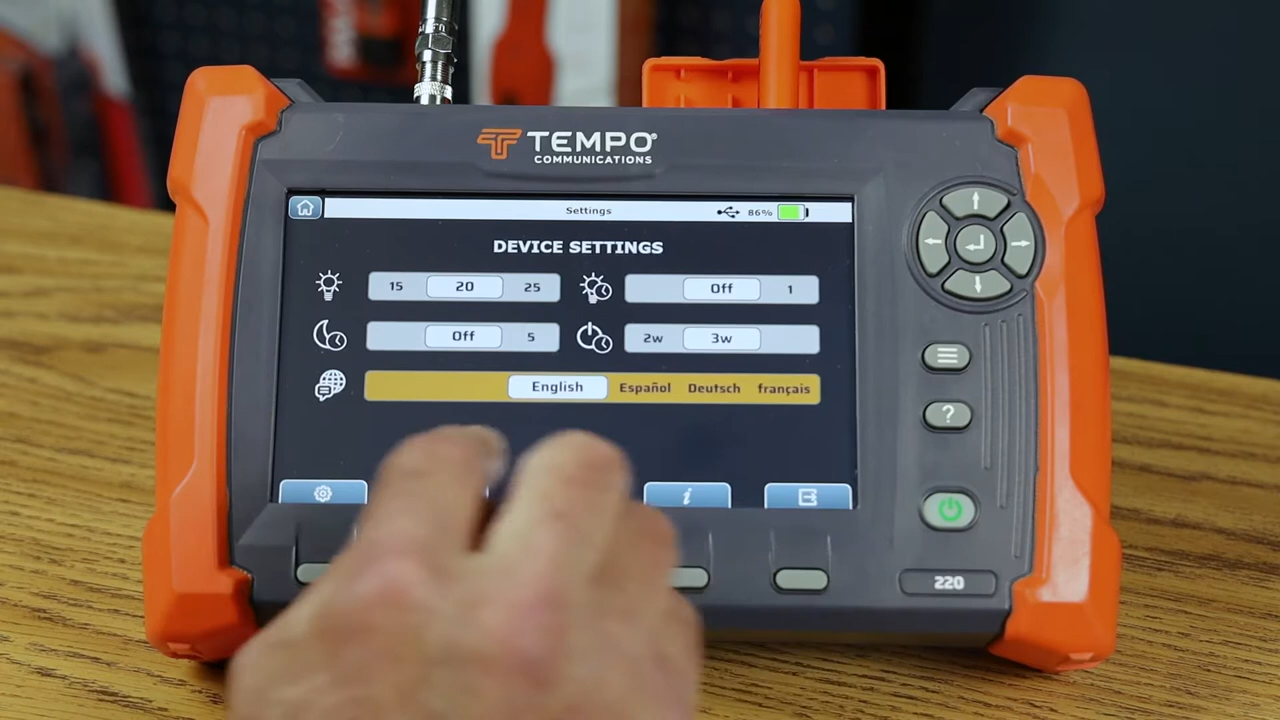 TEMPO®
COMMUNICATIONS
Settings
86%
DEVICE SETTINGS
15 20 25
Off 1
Off 5
2w 3w
English Español Deutsch français
i
?
220